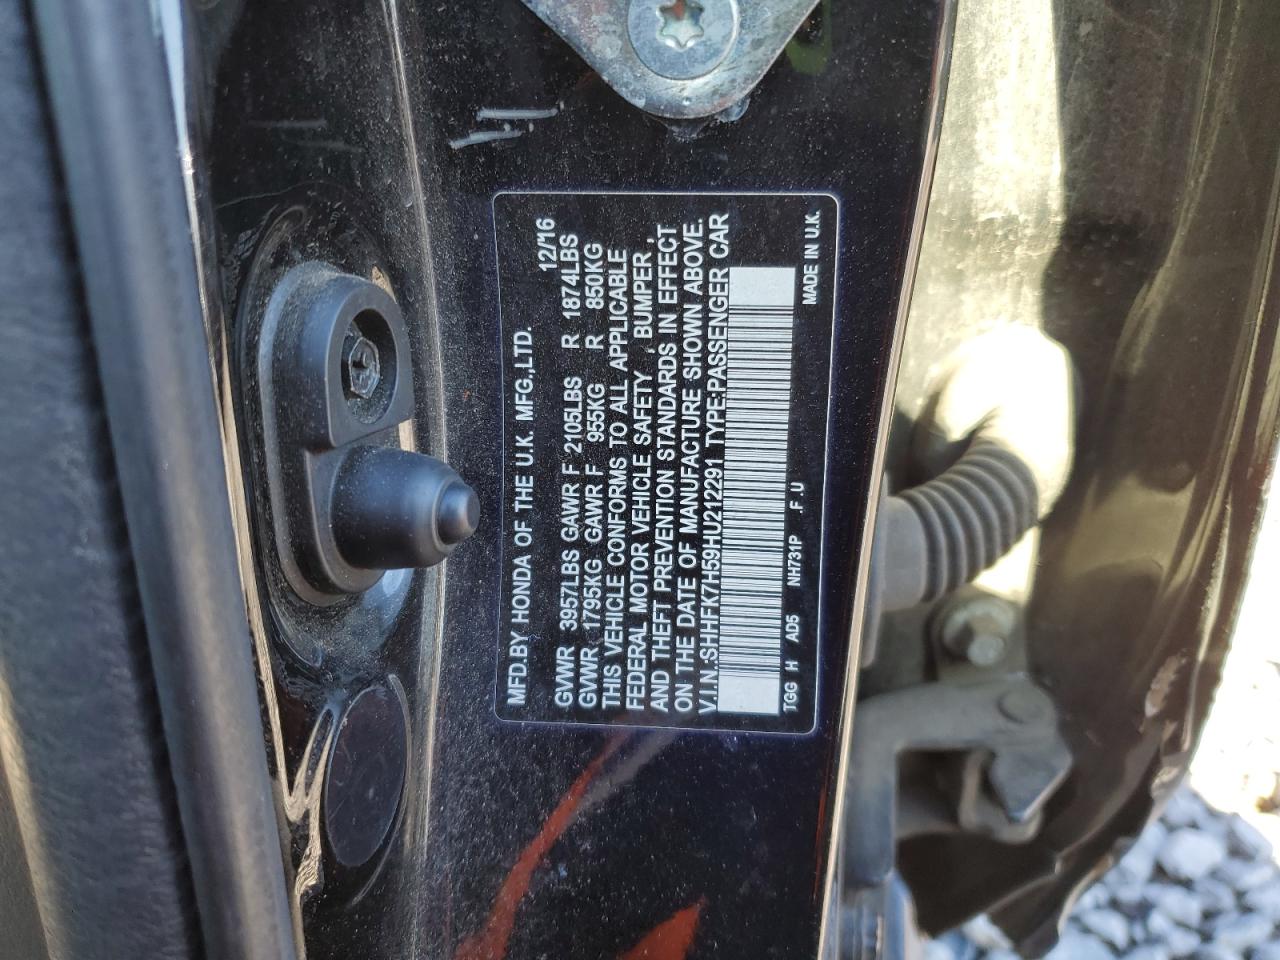 MFD.BY HONDA OF THE U.K. MFG.,LTD.
12/16
GVWR 3957LBS GAWR F 2105LBS R 1874LBS
GVWR 1795KG GAWR F 955KG R 850KG
THIS VEHICLE CONFORMS TO ALL APPLICABLE
FEDERAL MOTOR VEHICLE SAFETY, BUMPER,
AND THEFT PREVENTION STANDARDS IN EFFECT
ON THE DATE OF MANUFACTURE SHOWN ABOVE.
V.I.N.:SHHFK7H59HU212291 TYPE:PASSENGER CAR
TGG H AD5 NH731P .F.U
MADE IN U.K.